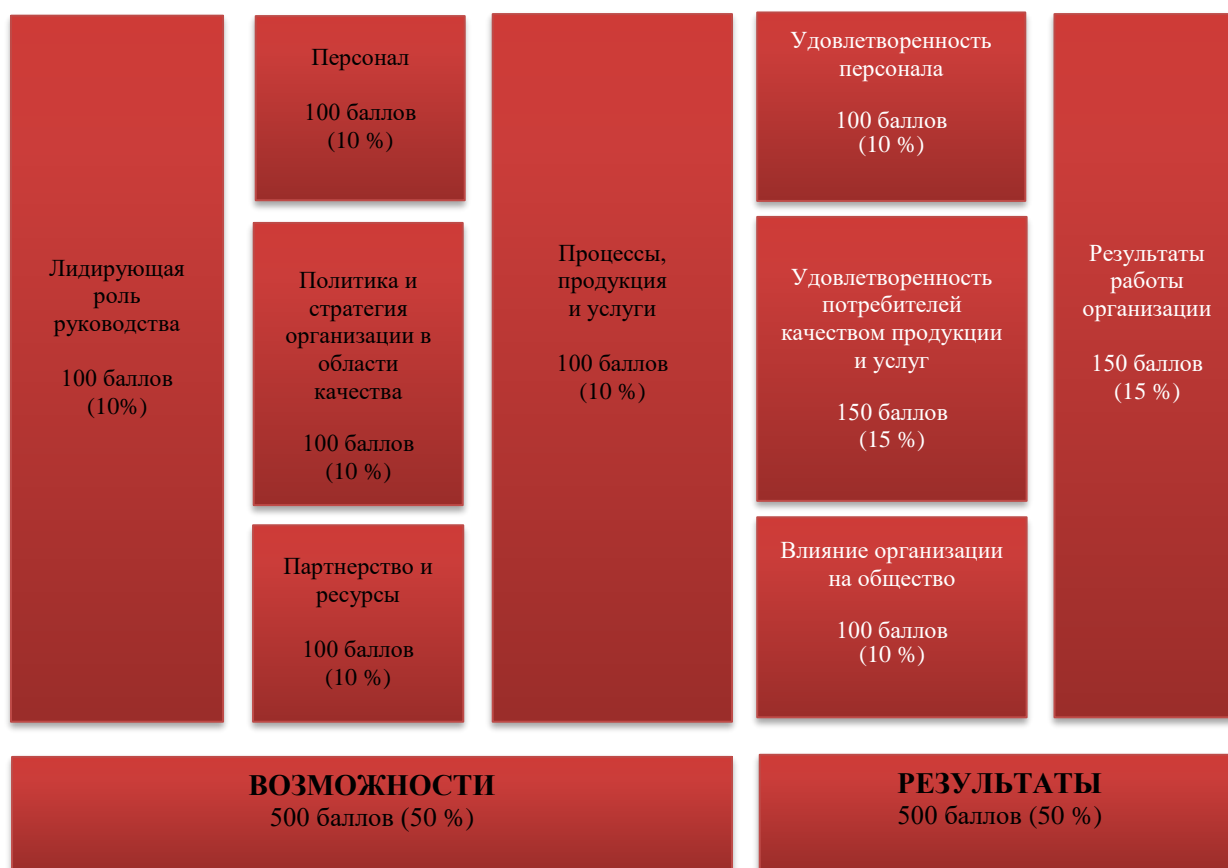 Лидирующая
роль
руководства
100 баллов
(10%)
Персонал
100 баллов
(10 %)
Политика и
стратегия
организации в
области
качества
100 баллов
(10 %)
Партнерство и
ресурсы
100 баллов
(10 %)
Процессы,
продукция
и услуги
100 баллов
(10 %)
Удовлетворенность
персонала
100 баллов
(10 %)
Удовлетворенность
потребителей
качеством продукции
и услуг
150 баллов
(15 %)
Влияние организации
на общество
100 баллов
(10 %)
Результаты
работы
организации
150 баллов
(15 %)
ВОЗМОЖНОСТИ
500 баллов (50 %)
РЕЗУЛЬТАТЫ
500 баллов (50 %)